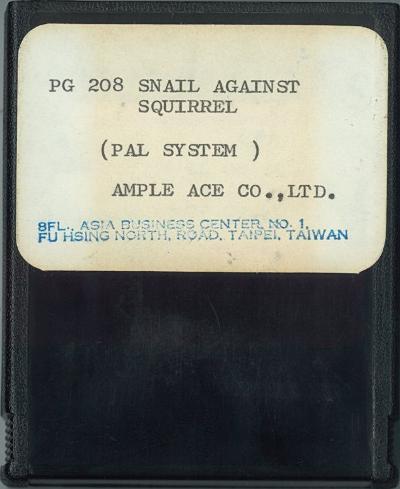 PG 208 SNAIL AGAINST
SQUIRREL
(PAL SYSTEM )
AMPLE ACE CO.,LTD.
8FL., ASIA BUSINESS CENTER, NO. 1,
FU HSING NORTH, ROAD, TAIPEI, TAIWAN